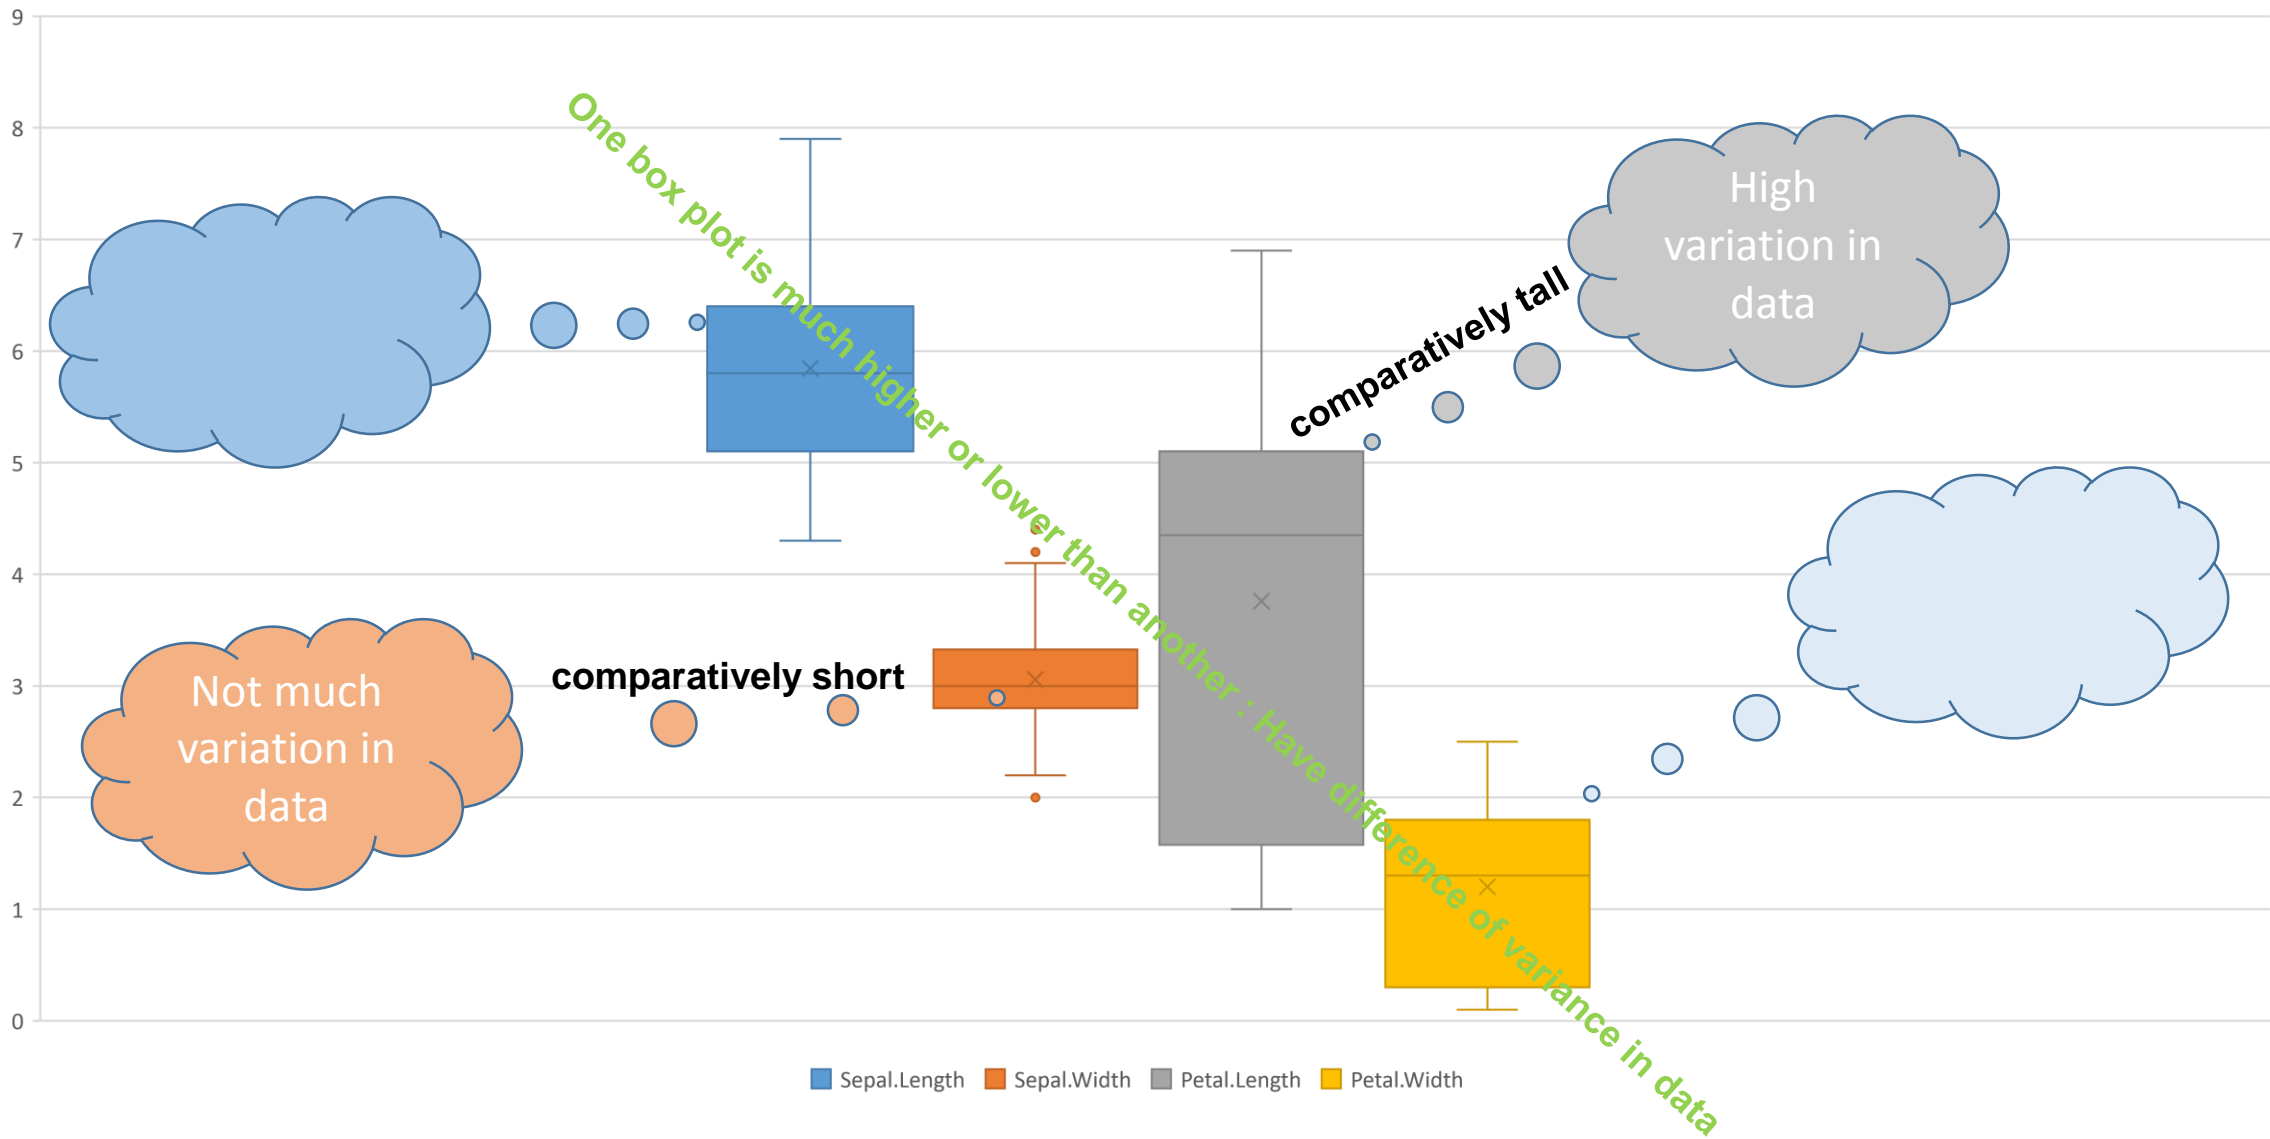 9
8
7
6
5
4
3
2
1
0
One box plot is much higher or lower than another : Have difference of variance in data
High
variation in
data
comparatively tall
comparatively short
Not much
variation in
data
Sepal.Length
Sepal.Width
Petal.Length
Petal.Width